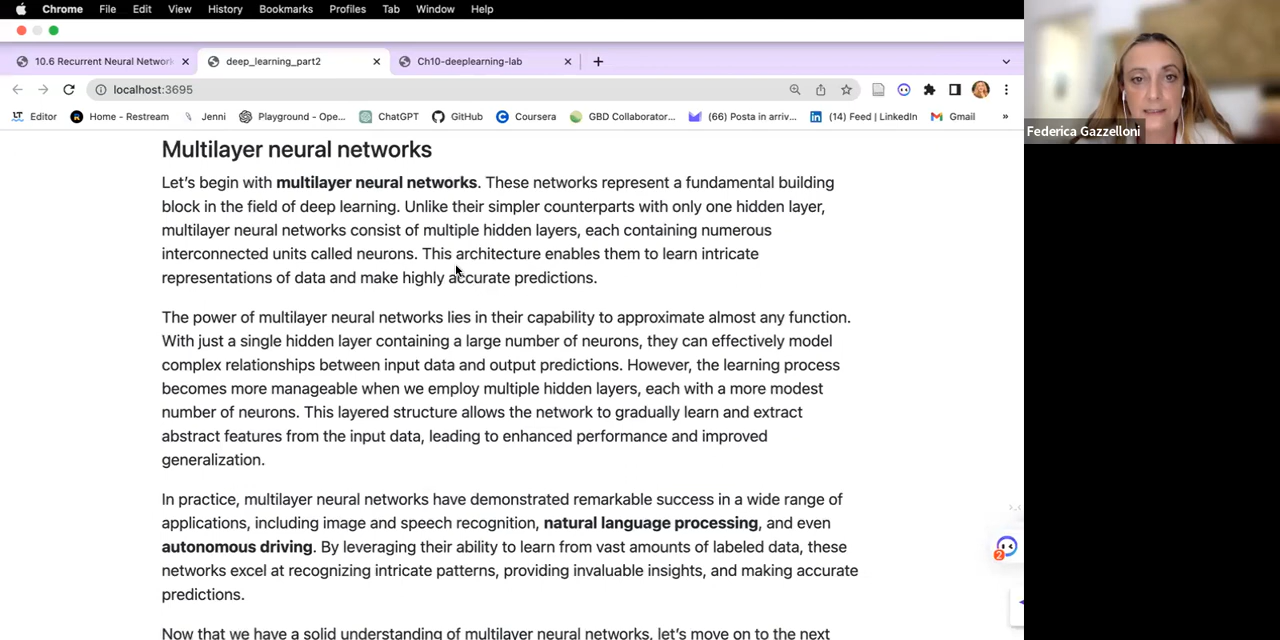 Chrome File Edit View History Bookmarks Profiles Tab Window Help
10.6 Recurrent Neural Network deep_learning_part2 Ch10-deeplearning-lab
localhost:3695
Editor Home - Restream Jenni Playground - Ope... ChatGPT GitHub Coursera GBD Collaborator... (66) Posta in arriv... (14) Feed | LinkedIn Gmail »
Federica Gazzelloni
Multilayer neural networks
Let’s begin with multilayer neural networks. These networks represent a fundamental building
block in the field of deep learning. Unlike their simpler counterparts with only one hidden layer,
multilayer neural networks consist of multiple hidden layers, each containing numerous
interconnected units called neurons. This architecture enables them to learn intricate
representations of data and make highly accurate predictions.
The power of multilayer neural networks lies in their capability to approximate almost any function.
With just a single hidden layer containing a large number of neurons, they can effectively model
complex relationships between input data and output predictions. However, the learning process
becomes more manageable when we employ multiple hidden layers, each with a more modest
number of neurons. This layered structure allows the network to gradually learn and extract
abstract features from the input data, leading to enhanced performance and improved
generalization.
In practice, multilayer neural networks have demonstrated remarkable success in a wide range of
applications, including image and speech recognition, natural language processing, and even
autonomous driving. By leveraging their ability to learn from vast amounts of labeled data, these
networks excel at recognizing intricate patterns, providing invaluable insights, and making accurate
predictions.
2
Now that we have a solid understanding of multilayer neural networks, let’s move on to the next